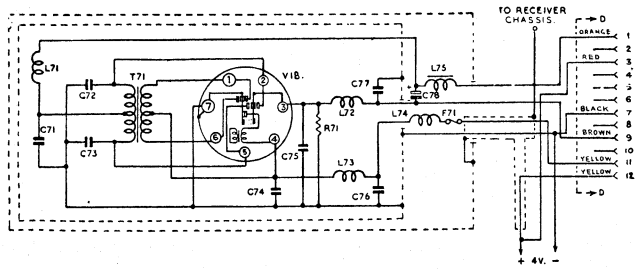 TO RECEIVER
CHASSIS.
D
ORANGE 1
2
RED 3
4
5
6
BLACK 7
8
BROWN 9
10
YELLOW 11
YELLOW 12
D
L71
C71
C72
C73
T71
VIB.
1
2
3
4
5
6
7
C74
C75
R71
L72
L73
C76
C77
C78
L75
L74
F71
+ 4V. -